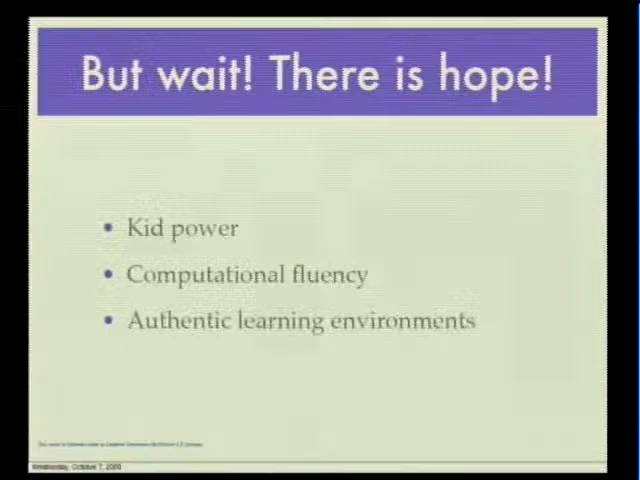 But wait! There is hope!
Kid power
Computational fluency
Authentic learning environments
Wednesday, October 7, 2009